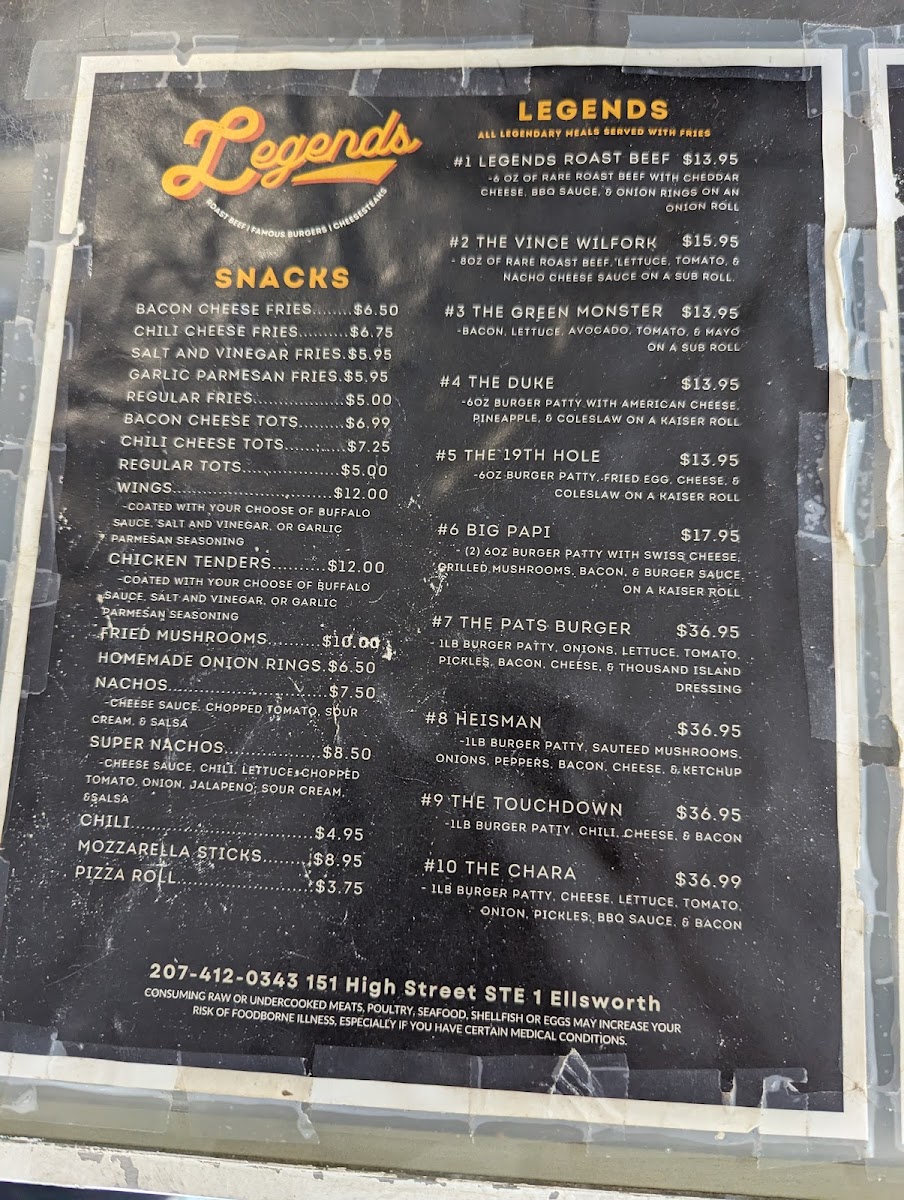 Legends
ROAST BEEF | FAMOUS BURGERS | CHEESESTEAKS
SNACKS
BACON CHEESE FRIES........$6.50
CHILI CHEESE FRIES..........$6.75
SALT AND VINEGAR FRIES.$5.95
GARLIC PARMESAN FRIES.$5.95
REGULAR FRIES..................$5.00
BACON CHEESE TOTS.........$6.99
CHILI CHEESE TOTS............$7.25
REGULAR TOTS...................$5.00
WINGS...............................$12.00
-COATED WITH YOUR CHOOSE OF BUFFALO
SAUCE, SALT AND VINEGAR, OR GARLIC
PARMESAN SEASONING
CHICKEN TENDERS..........$12.00
-COATED WITH YOUR CHOOSE OF BUFFALO
SAUCE, SALT AND VINEGAR, OR GARLIC
PARMESAN SEASONING
FRIED MUSHROOMS..........$10.00
HOMEMADE ONION RINGS.$6.50
NACHOS..............................$7.50
-CHEESE SAUCE, CHOPPED TOMATO, SOUR
CREAM, & SALSA
SUPER NACHOS..................$8.50
-CHEESE SAUCE, CHILI, LETTUCE, CHOPPED
TOMATO, ONION, JALAPENO, SOUR CREAM,
&SALSA
CHILI...................................$4.95
MOZZARELLA STICKS.........$8.95
PIZZA ROLL..........................$3.75
LEGENDS
ALL LEGENDARY MEALS SERVED WITH FRIES
#1 LEGENDS ROAST BEEF $13.95
-6 OZ OF RARE ROAST BEEF WITH CHEDDAR
CHEESE, BBQ SAUCE, & ONION RINGS ON AN
ONION ROLL
#2 THE VINCE WILFORK $15.95
- 8OZ OF RARE ROAST BEEF, LETTUCE, TOMATO, &
NACHO CHEESE SAUCE ON A SUB ROLL.
#3 THE GREEN MONSTER $13.95
-BACON, LETTUCE, AVOCADO, TOMATO, & MAYO
ON A SUB ROLL
#4 THE DUKE $13.95
-6OZ BURGER PATTY WITH AMERICAN CHEESE,
PINEAPPLE, & COLESLAW ON A KAISER ROLL
#5 THE 19TH HOLE $13.95
-6OZ BURGER PATTY, FRIED EGG, CHEESE, &
COLESLAW ON A KAISER ROLL
#6 BIG PAPI $17.95
- (2) 6OZ BURGER PATTY WITH SWISS CHEESE,
GRILLED MUSHROOMS, BACON, & BURGER SAUCE
ON A KAISER ROLL
#7 THE PATS BURGER $36.95
- 1LB BURGER PATTY, ONIONS, LETTUCE, TOMATO,
PICKLES, BACON, CHEESE, & THOUSAND ISLAND
DRESSING
#8 HEISMAN $36.95
-1LB BURGER PATTY, SAUTEED MUSHROOMS,
ONIONS, PEPPERS, BACON, CHEESE, & KETCHUP
#9 THE TOUCHDOWN $36.95
-1LB BURGER PATTY, CHILI, CHEESE, & BACON
#10 THE CHARA $36.99
- 1LB BURGER PATTY, CHEESE, LETTUCE, TOMATO,
ONION, PICKLES, BBQ SAUCE, & BACON
207-412-0343 151 High Street STE 1 Ellsworth
CONSUMING RAW OR UNDERCOOKED MEATS, POULTRY, SEAFOOD, SHELLFISH OR EGGS MAY INCREASE YOUR
RISK OF FOODBORNE ILLNESS, ESPECIALLY IF YOU HAVE CERTAIN MEDICAL CONDITIONS.